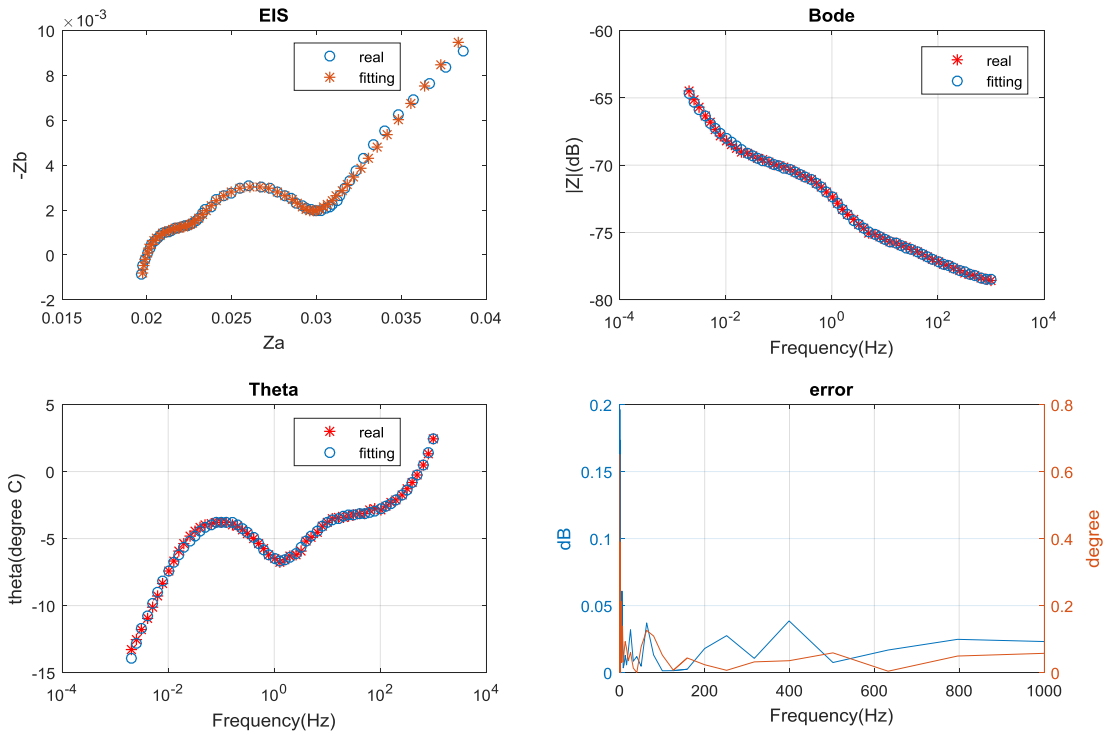 EIS
×10⁻³
10
8
6
4
2
0
-2
-Zb
0.015
0.02
0.025
0.03
0.035
0.04
Za
real
fitting
Bode
-60
-65
-70
-75
-80
|Z|(dB)
10⁻⁴
10⁻²
10⁰
10²
10⁴
Frequency(Hz)
real
fitting
Theta
5
0
-5
-10
-15
theta(degree C)
10⁻⁴
10⁻²
10⁰
10²
10⁴
Frequency(Hz)
real
fitting
error
0.2
0.15
0.1
0.05
0
dB
0.8
0.6
0.4
0.2
0
degree
0
200
400
600
800
1000
Frequency(Hz)